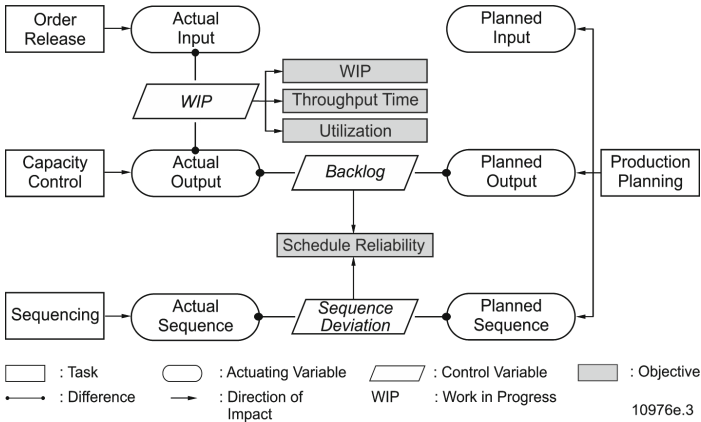 Order
Release
Actual
Input
Planned
Input
WIP
WIP
Throughput Time
Utilization
Capacity
Control
Actual
Output
Backlog
Planned
Output
Production
Planning
Schedule Reliability
Sequencing
Actual
Sequence
Sequence
Deviation
Planned
Sequence
: Task
: Actuating Variable
: Control Variable
: Objective
: Difference
: Direction of
Impact
WIP : Work in Progress
10976e.3